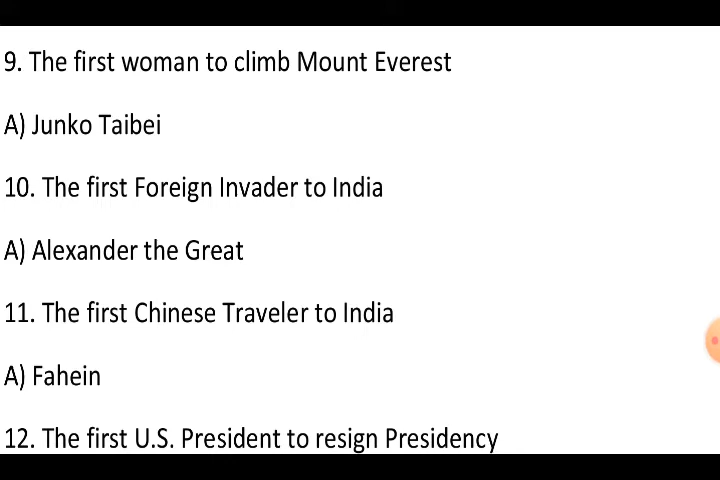 9. The first woman to climb Mount Everest
A) Junko Taibei
10. The first Foreign Invader to India
A) Alexander the Great
11. The first Chinese Traveler to India
A) Fahein
12. The first U.S. President to resign Presidency